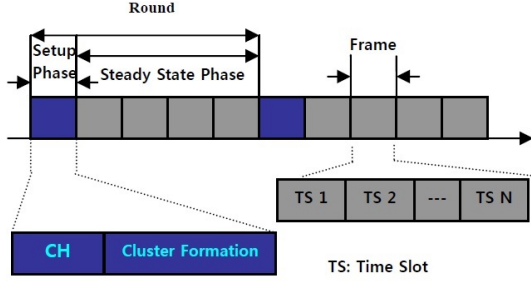 Round
Setup
Phase
Steady State Phase
Frame
TS 1 TS 2 --- TS N
CH Cluster Formation
TS: Time Slot